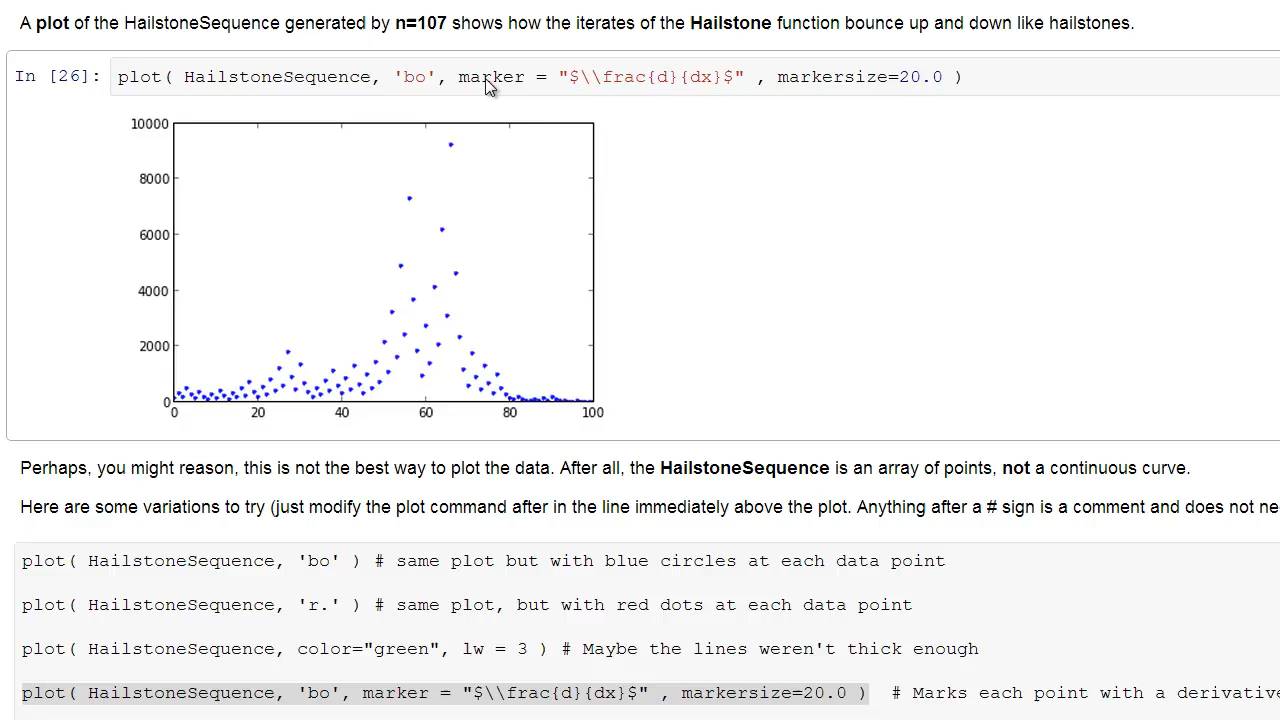 A plot of the HailstoneSequence generated by n=107 shows how the iterates of the Hailstone function bounce up and down like hailstones.
In [26]: plot( HailstoneSequence, 'bo', marker = "$\\frac{d}{dx}$" , markersize=20.0 )
10000
8000
6000
4000
2000
0
0 20 40 60 80 100
Perhaps, you might reason, this is not the best way to plot the data. After all, the HailstoneSequence is an array of points, not a continuous curve.
Here are some variations to try (just modify the plot command after in the line immediately above the plot. Anything after a # sign is a comment and does not ne
plot( HailstoneSequence, 'bo' ) # same plot but with blue circles at each data point
plot( HailstoneSequence, 'r.' ) # same plot, but with red dots at each data point
plot( HailstoneSequence, color="green", lw = 3 ) # Maybe the lines weren't thick enough
plot( HailstoneSequence, 'bo', marker = "$\\frac{d}{dx}$" , markersize=20.0 ) # Marks each point with a derivative